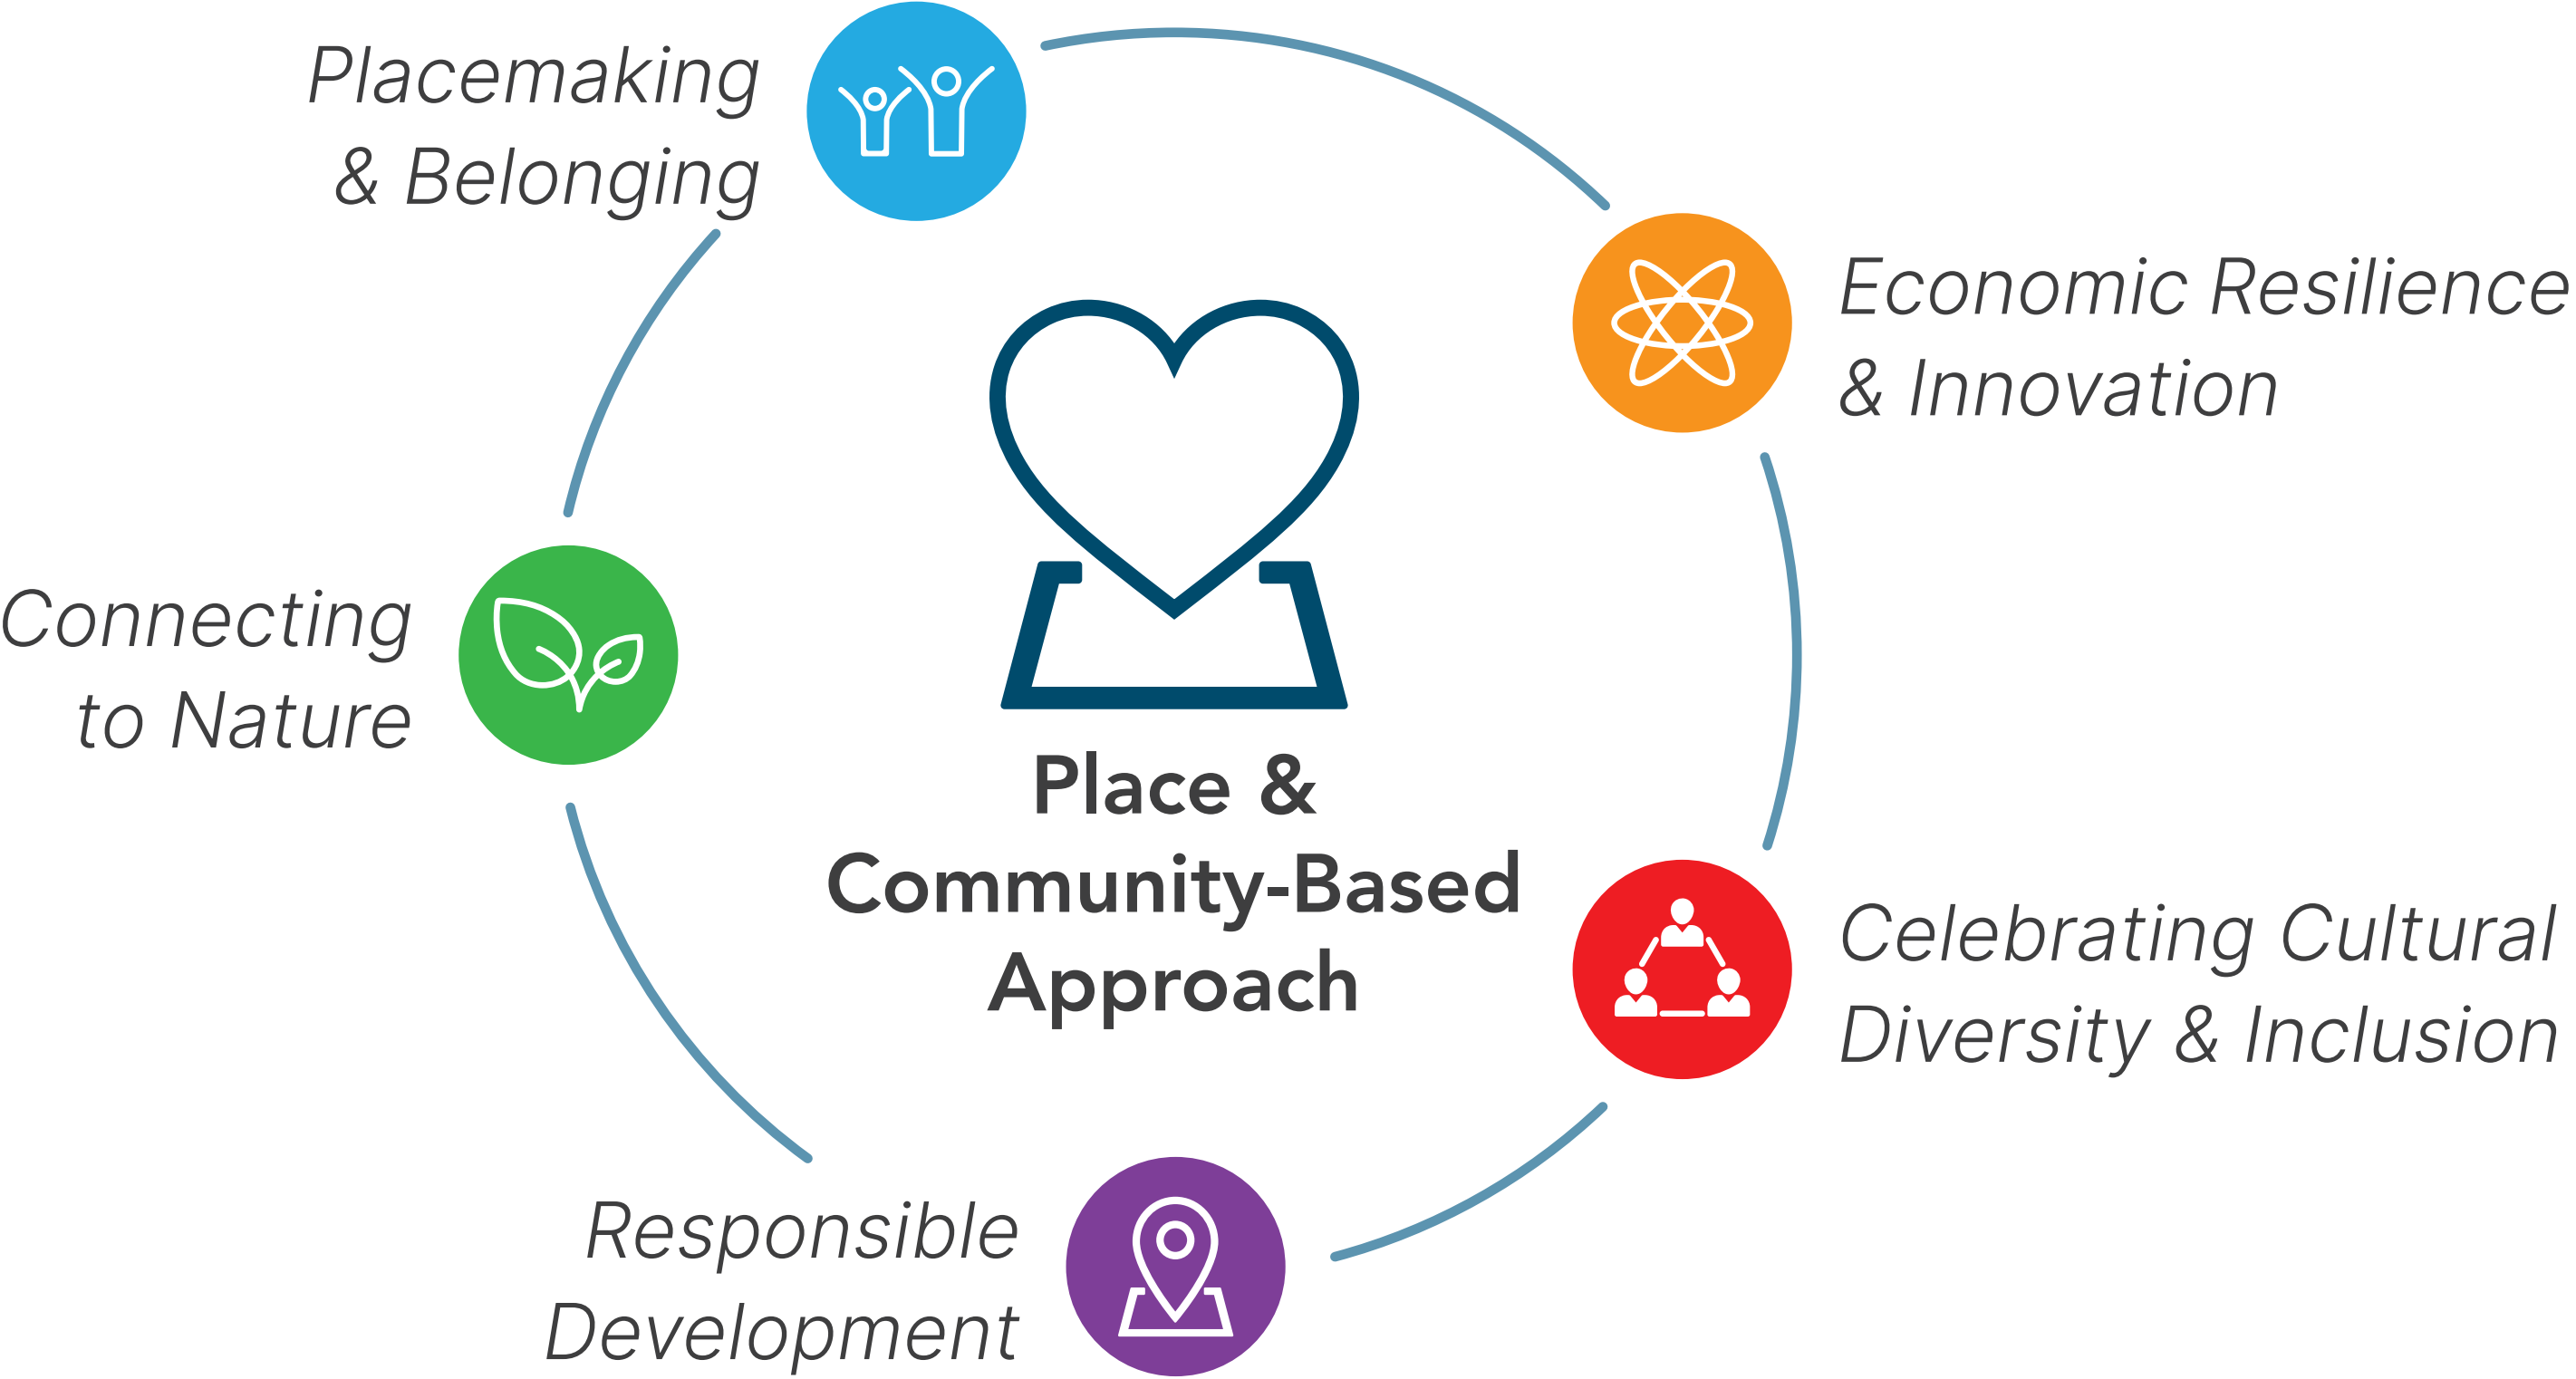 Placemaking
& Belonging
Economic Resilience
& Innovation
Connecting
to Nature
Place &
Community-Based
Approach
Celebrating Cultural
Diversity & Inclusion
Responsible
Development